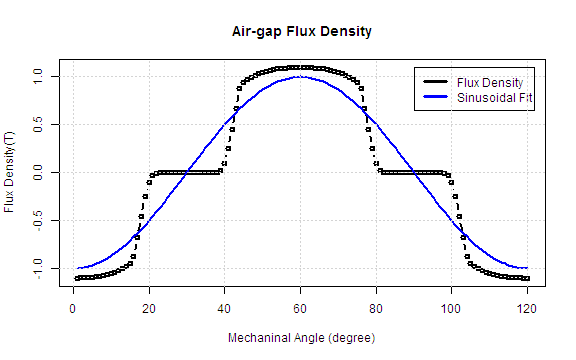 Air-gap Flux Density
Flux Density(T)
1.0
0.5
0.0
-0.5
-1.0
Flux Density
Sinusoidal Fit
0 20 40 60 80 100 120
Mechaninal Angle (degree)